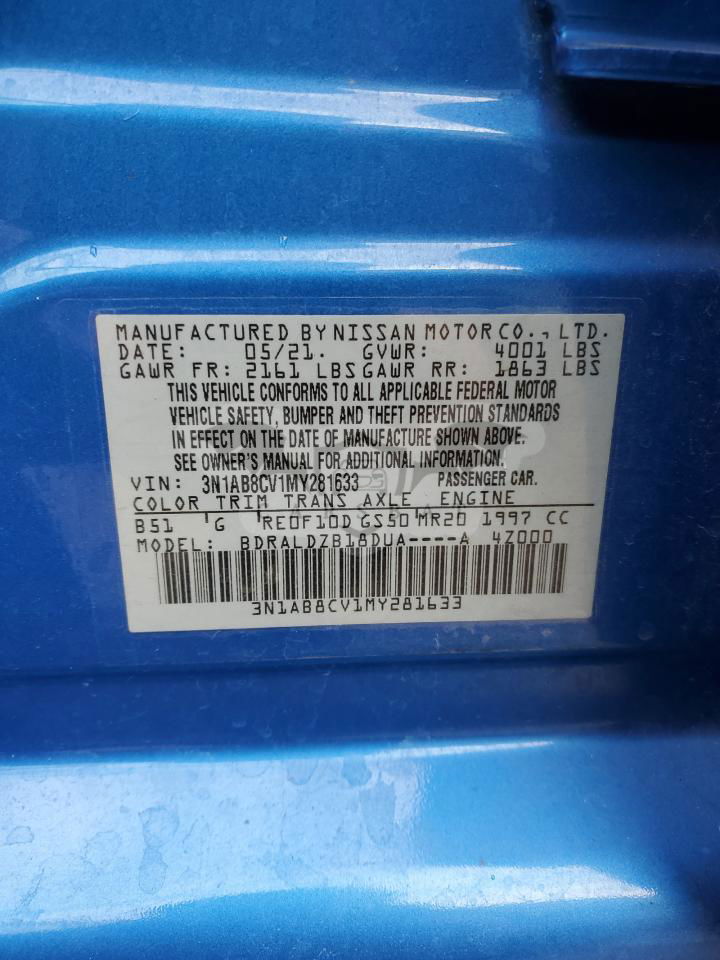 MANUFACTURED BY NISSAN MOTOR CO., LTD.
DATE: 05/21. GVWR: 4001 LBS
GAWR FR: 2161 LBS GAWR RR: 1863 LBS
THIS VEHICLE CONFORMS TO ALL APPLICABLE FEDERAL MOTOR
VEHICLE SAFETY, BUMPER AND THEFT PREVENTION STANDARDS
IN EFFECT ON THE DATE OF MANUFACTURE SHOWN ABOVE.
SEE OWNER'S MANUAL FOR ADDITIONAL INFORMATION.
VIN: 3N1AB8CV1MY281633 PASSENGER CAR.
COLOR TRIM TRANS AXLE ENGINE
B51 G RE0F10D GS50 MR20 1997 CC
MODEL: BDRALDZB18DUA----A 4Z000
3N1AB8CV1MY281633